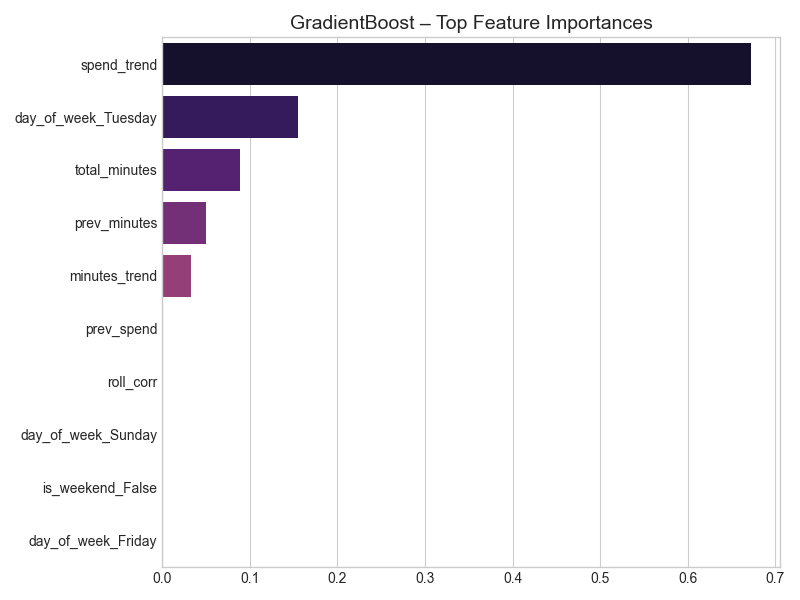 GradientBoost – Top Feature Importances
spend_trend
day_of_week_Tuesday
total_minutes
prev_minutes
minutes_trend
prev_spend
roll_corr
day_of_week_Sunday
is_weekend_False
day_of_week_Friday
0.0 0.1 0.2 0.3 0.4 0.5 0.6 0.7